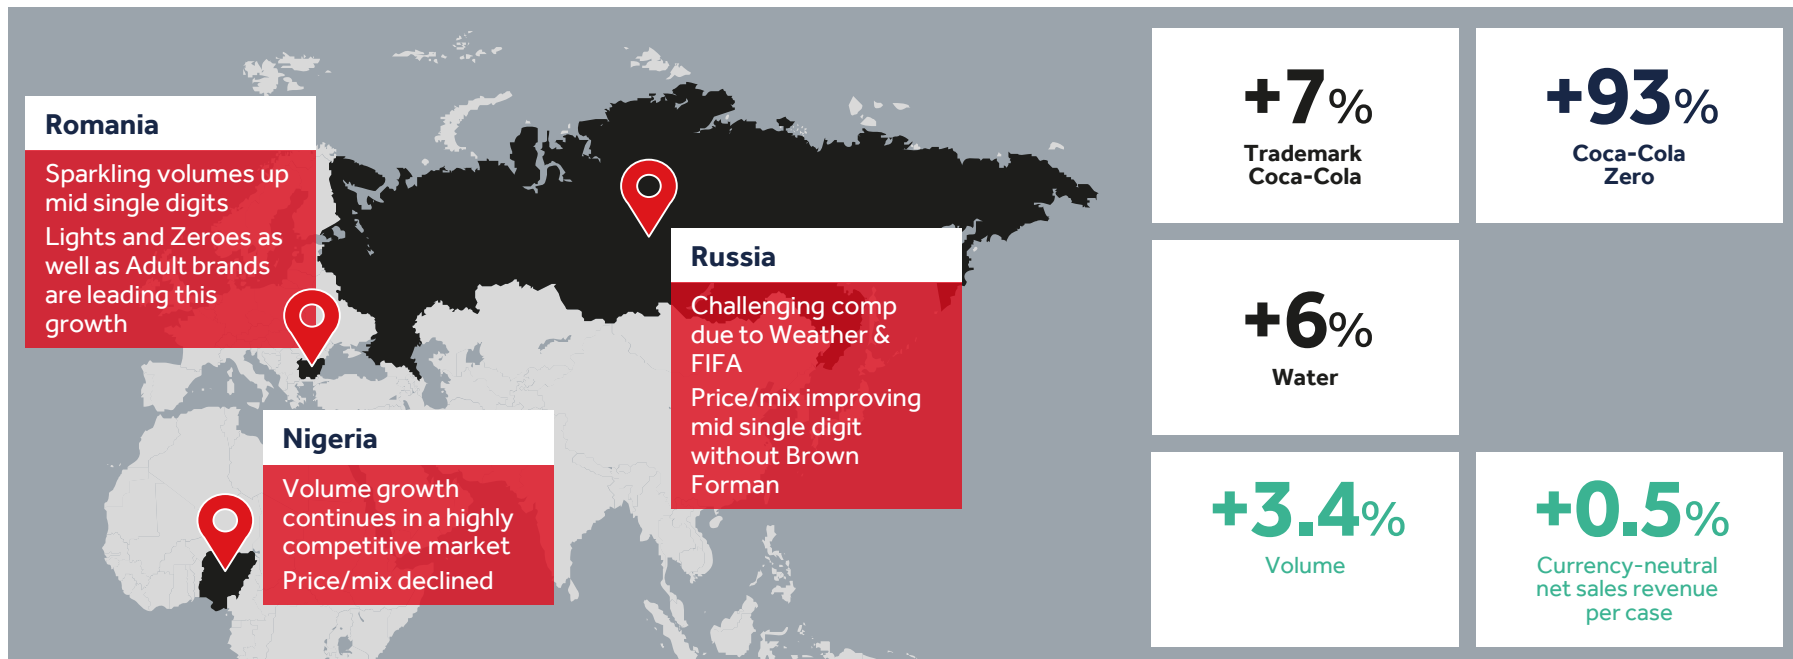 Romania
Sparkling volumes up
mid single digits
Lights and Zeroes as
well as Adult brands
are leading this
growth
Nigeria
Volume growth
continues in a highly
competitive market
Price/mix declined
Russia
Challenging comp
due to Weather &
FIFA
Price/mix improving
mid single digit
without Brown
Forman
+7%
Trademark
Coca-Cola
+93%
Coca-Cola
Zero
+6%
Water
+3.4%
Volume
+0.5%
Currency-neutral
net sales revenue
per case